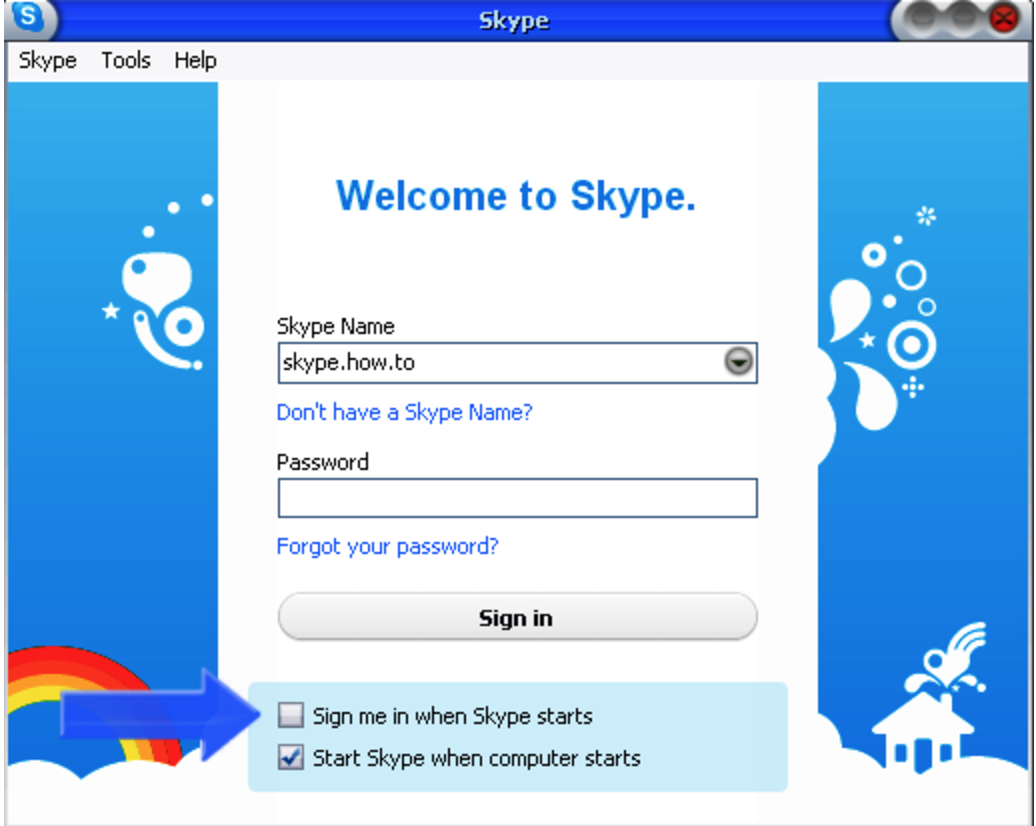 Skype
Skype Tools Help
Welcome to Skype.
Skype Name
skype.how.to
Don't have a Skype Name?
Password
Forgot your password?
Sign in
Sign me in when Skype starts
Start Skype when computer starts